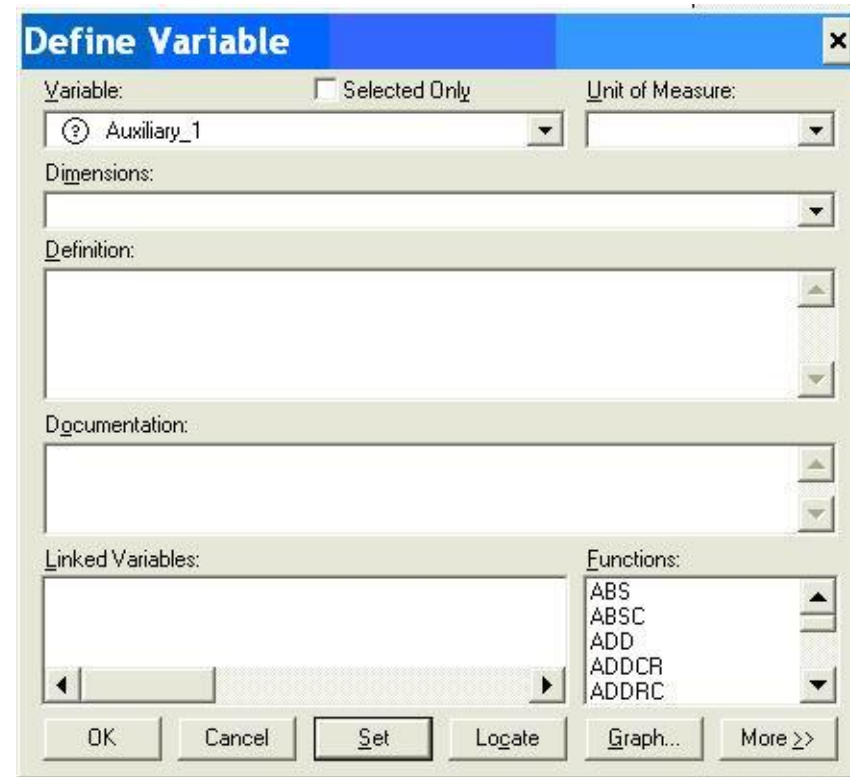 Define Variable
Variable: Selected Only Unit of Measure:
Auxiliary_1
Dimensions:
Definition:
Documentation:
Linked Variables: Functions:
ABS
ABSC
ADD
ADDCR
ADDRC
OK Cancel Set Locate Graph... More >>